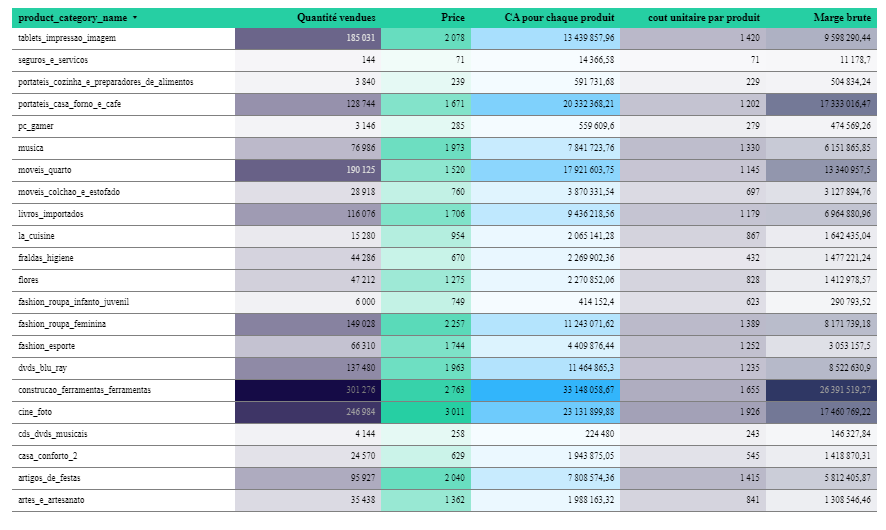 product_category_name Quantité vendues Price CA pour chaque produit cout unitaire par produit Marge brute
tablets_impressao_imagem 185 031 2 078 13 439 857,96 1 420 9 598 290,44
seguros_e_servicos 144 71 14 366,58 71 11 178,7
portateis_cozinha_e_preparadores_de_alimentos 3 840 239 591 731,68 229 504 834,24
portateis_casa_forno_e_cafe 128 744 1 671 20 332 368,21 1 202 17 333 016,47
pc_gamer 3 146 285 559 609,6 279 474 569,26
musica 76 986 1 973 7 841 723,76 1 330 6 151 865,85
moveis_quarto 190 125 1 520 17 921 603,75 1 145 13 340 957,5
moveis_colchao_e_estofado 28 918 760 3 870 331,54 697 3 127 894,76
livros_importados 116 076 1 706 9 436 218,56 1 179 6 964 880,96
la_cuisine 15 280 954 2 065 141,28 867 1 642 435,04
fraldas_higiene 44 286 670 2 269 902,36 432 1 477 221,24
flores 47 212 1 275 2 270 852,06 828 1 412 978,57
fashion_roupa_infanto_juvenil 6 000 749 414 152,4 623 290 793,52
fashion_roupa_feminina 149 028 2 257 11 243 071,62 1 389 8 171 739,18
fashion_esporte 66 310 1 744 4 409 876,44 1 252 3 053 157,5
dvds_blu_ray 137 480 1 963 11 464 865,3 1 235 8 522 630,9
construcao_ferramentas_ferramentas 301 276 2 763 33 148 058,67 1 655 26 391 519,27
cine_foto 246 984 3 011 23 131 899,88 1 926 17 460 769,22
cds_dvds_musicais 4 144 258 224 480 243 146 327,84
casa_conforto_2 24 570 629 1 943 875,05 545 1 418 870,31
artigos_de_festas 95 927 2 040 7 808 574,36 1 415 5 812 405,87
artes_e_artesanato 35 438 1 362 1 988 163,32 841 1 308 546,46